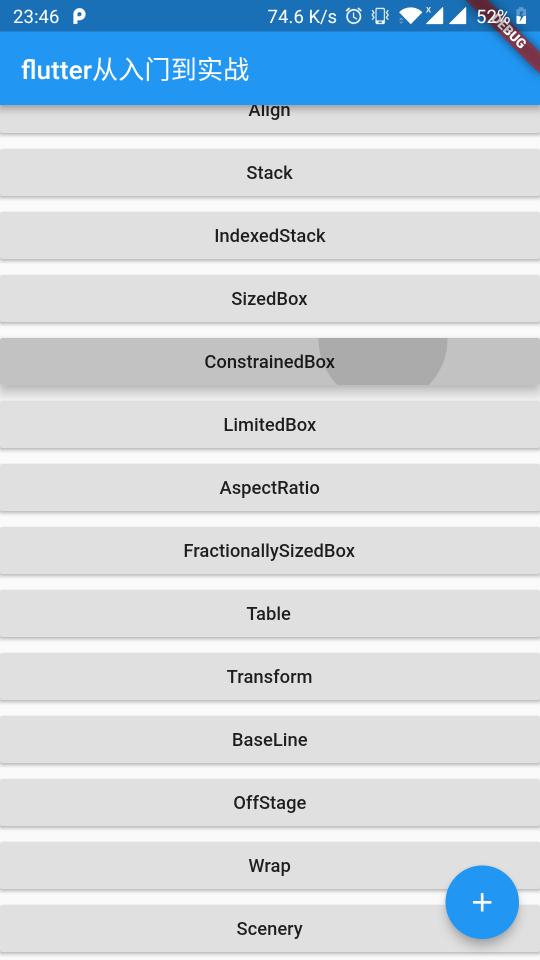 23:46
74.6 K/s
52%
DEBUG
flutter从入门到实战
Align
Stack
IndexedStack
SizedBox
ConstrainedBox
LimitedBox
AspectRatio
FractionallySizedBox
Table
Transform
BaseLine
OffStage
Wrap
Scenery